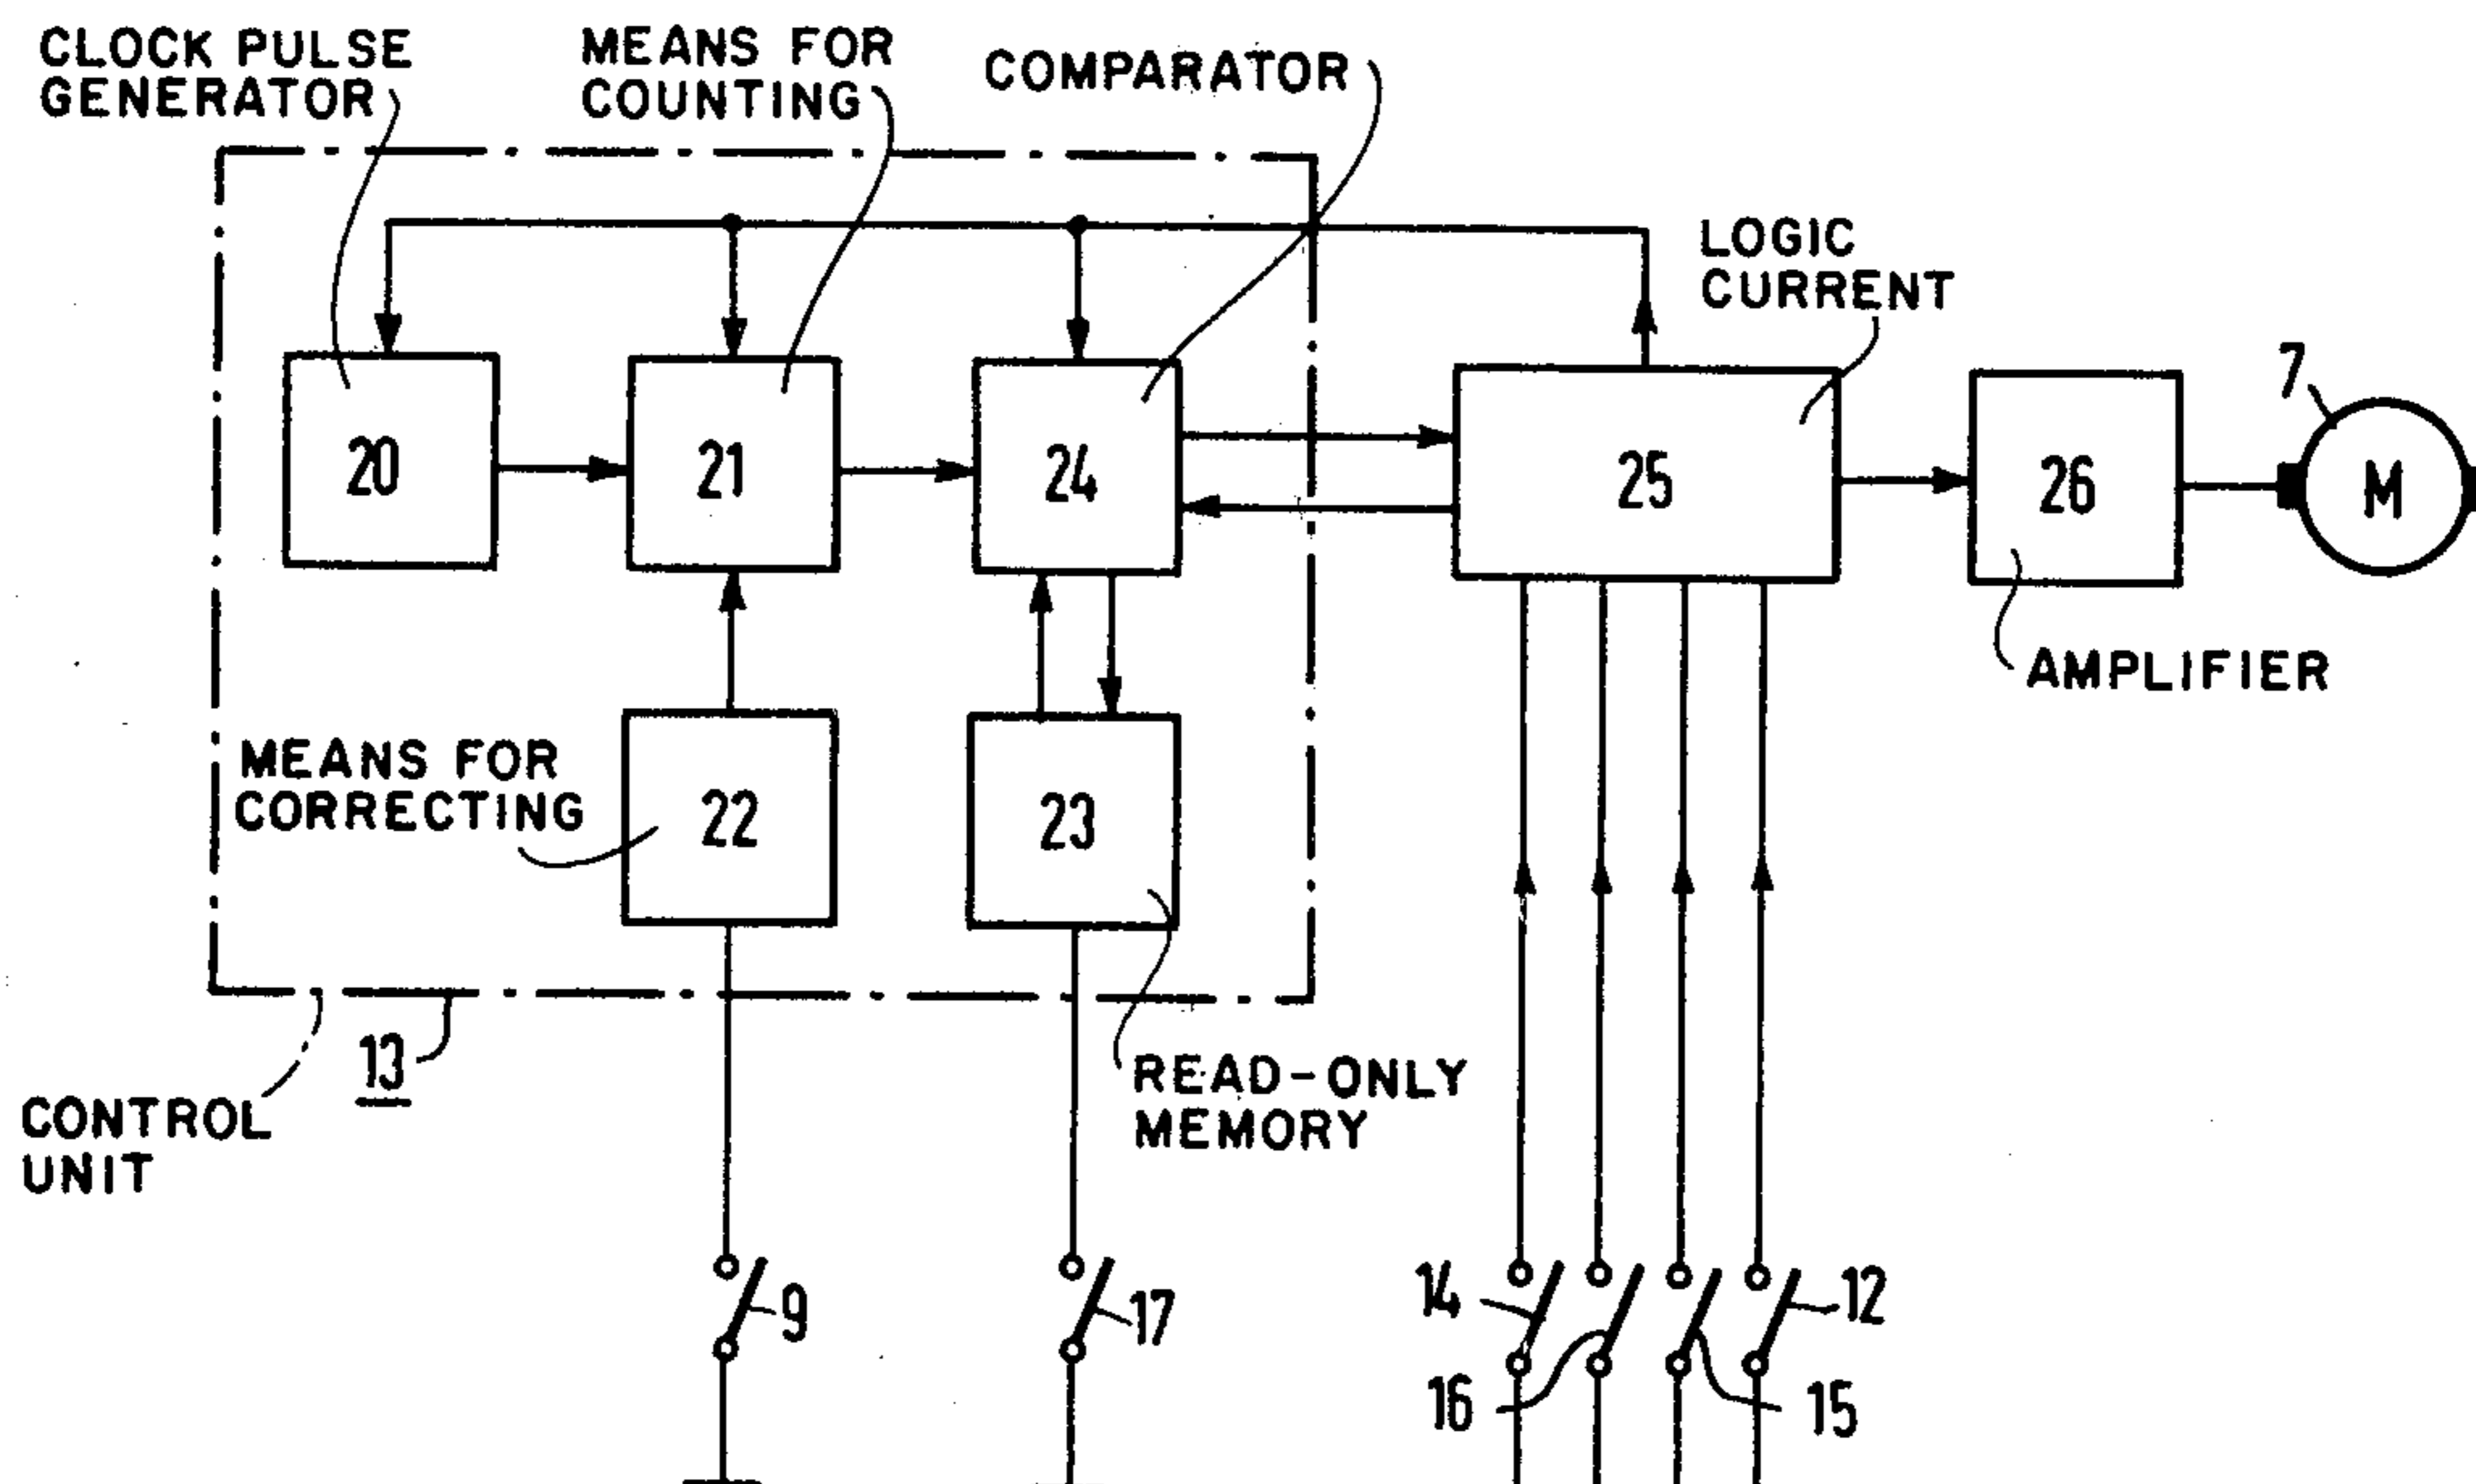 CLOCK PULSE
GENERATOR
MEANS FOR
COUNTING
COMPARATOR
LOGIC
CURRENT
7
20
21
24
25
26
M
AMPLIFIER
MEANS FOR
CORRECTING
22
23
13
CONTROL
UNIT
READ-ONLY
MEMORY
9
17
14
12
16
15